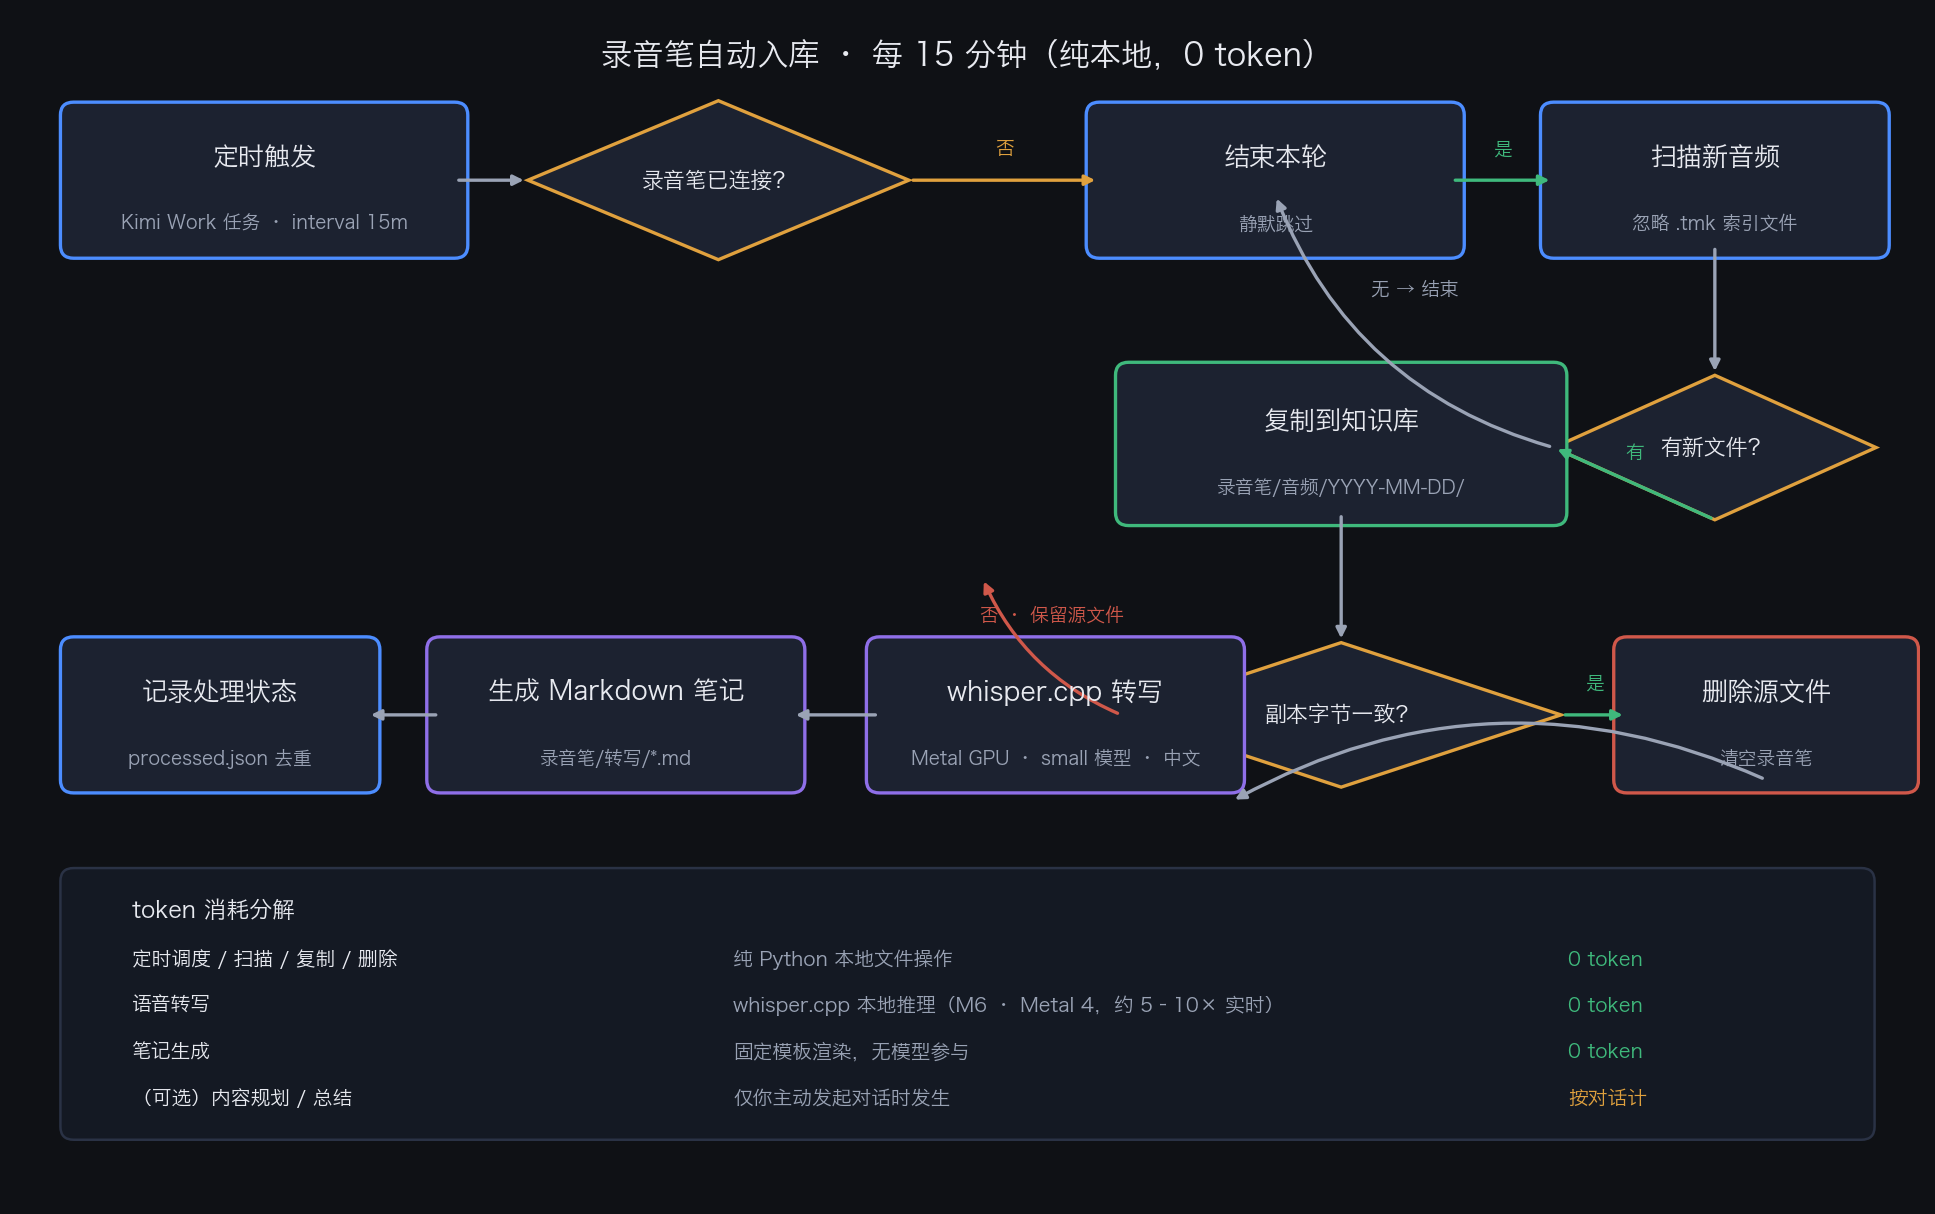 录音笔自动入库 · 每 15 分钟（纯本地，0 token）
定时触发
Kimi Work 任务 · interval 15m
录音笔已连接？
否
结束本轮
静默跳过
是
扫描新音频
忽略 .tmk 索引文件
无 → 结束
复制到知识库
录音笔/音频/YYYY-MM-DD/
有
有新文件？
否 · 保留源文件
记录处理状态
processed.json 去重
生成 Markdown 笔记
录音笔/转写/*.md
whisper.cpp 转写
Metal GPU · small 模型 · 中文
副本字节一致？
是
删除源文件
清空录音笔
token 消耗分解
定时调度 / 扫描 / 复制 / 删除
纯 Python 本地文件操作
0 token
语音转写
whisper.cpp 本地推理（M6 · Metal 4，约 5 - 10× 实时）
0 token
笔记生成
固定模板渲染，无模型参与
0 token
（可选）内容规划 / 总结
仅你主动发起对话时发生
按对话计